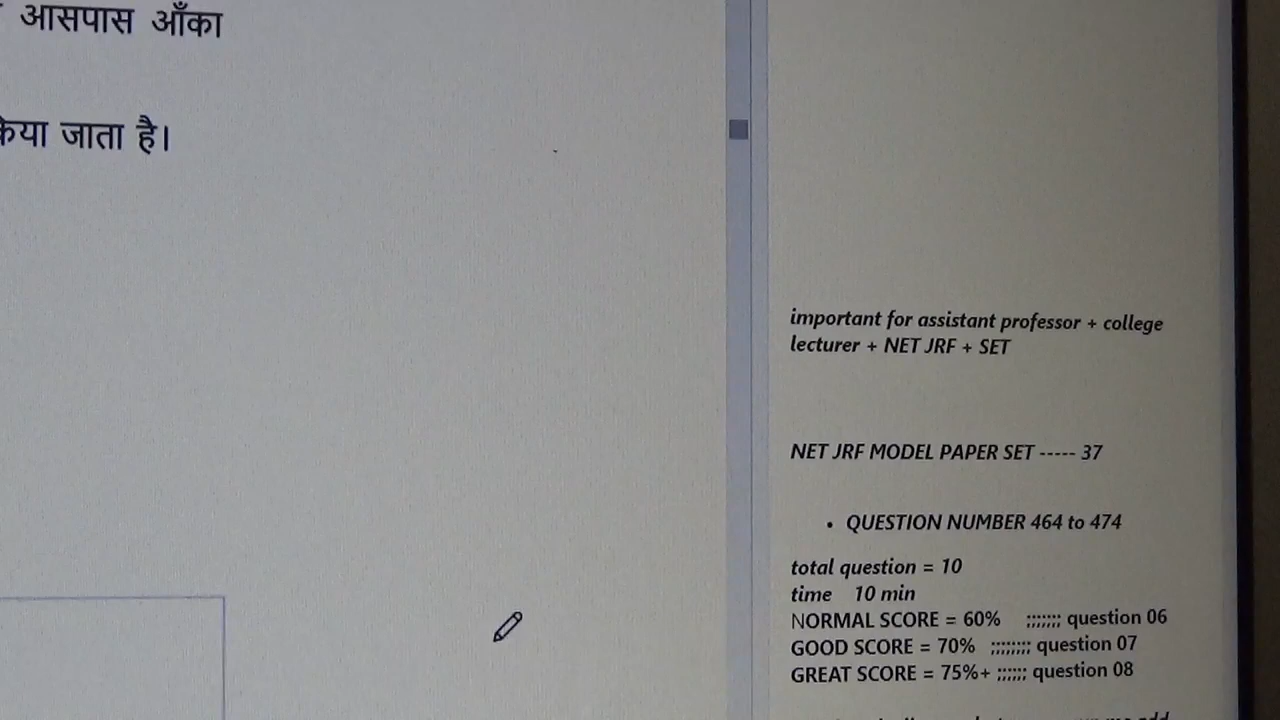 आसपास आँका
किया जाता है।
important for assistant professor + college
lecturer + NET JRF + SET
NET JRF MODEL PAPER SET ----- 37
• QUESTION NUMBER 464 to 474
total question = 10
time 10 min
NORMAL SCORE = 60% ;;;;;;; question 06
GOOD SCORE = 70% ;;;;;;;; question 07
GREAT SCORE = 75%+ ;;;;;; question 08